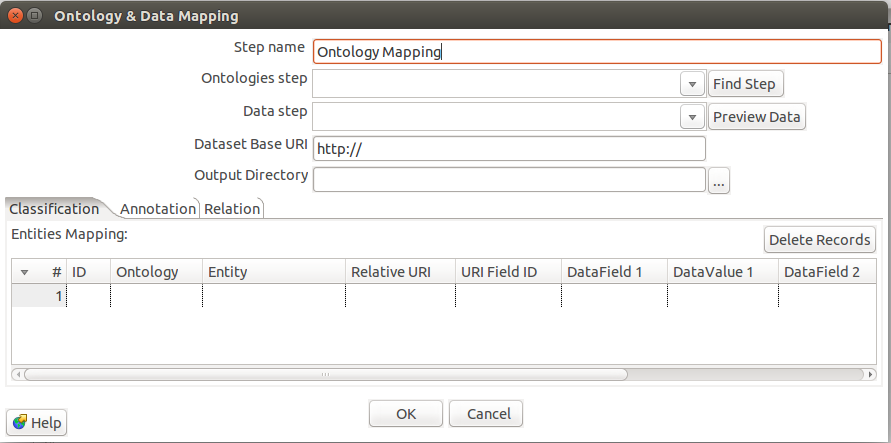 Ontology & Data Mapping
Step name Ontology Mapping
Ontologies step Find Step
Data step Preview Data
Dataset Base URI http://
Output Directory ...
Classification Annotation Relation
Entities Mapping: Delete Records
# ID Ontology Entity Relative URI URI Field ID DataField 1 DataValue 1 DataField 2
1
OK Cancel
Help